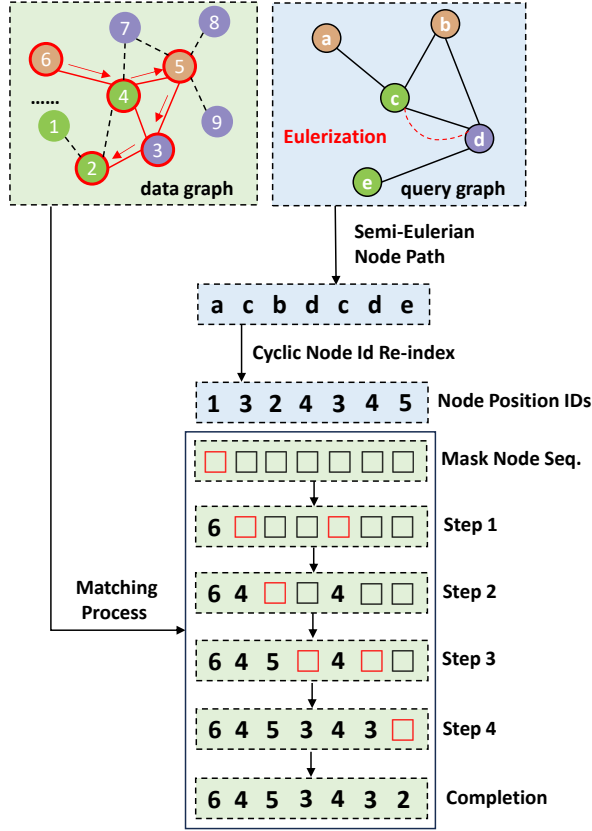 7
8
6
5
4
......
1
9
3
2
data graph
a
b
c
Eulerization
d
e
query graph
Semi-Eulerian
Node Path
a c b d c d e
Cyclic Node Id Re-index
1 3 2 4 3 4 5
Node Position IDs
Mask Node Seq.
6
Step 1
Matching
Process
6 4 4
Step 2
6 4 5 4
Step 3
6 4 5 3 4 3
Step 4
6 4 5 3 4 3 2
Completion